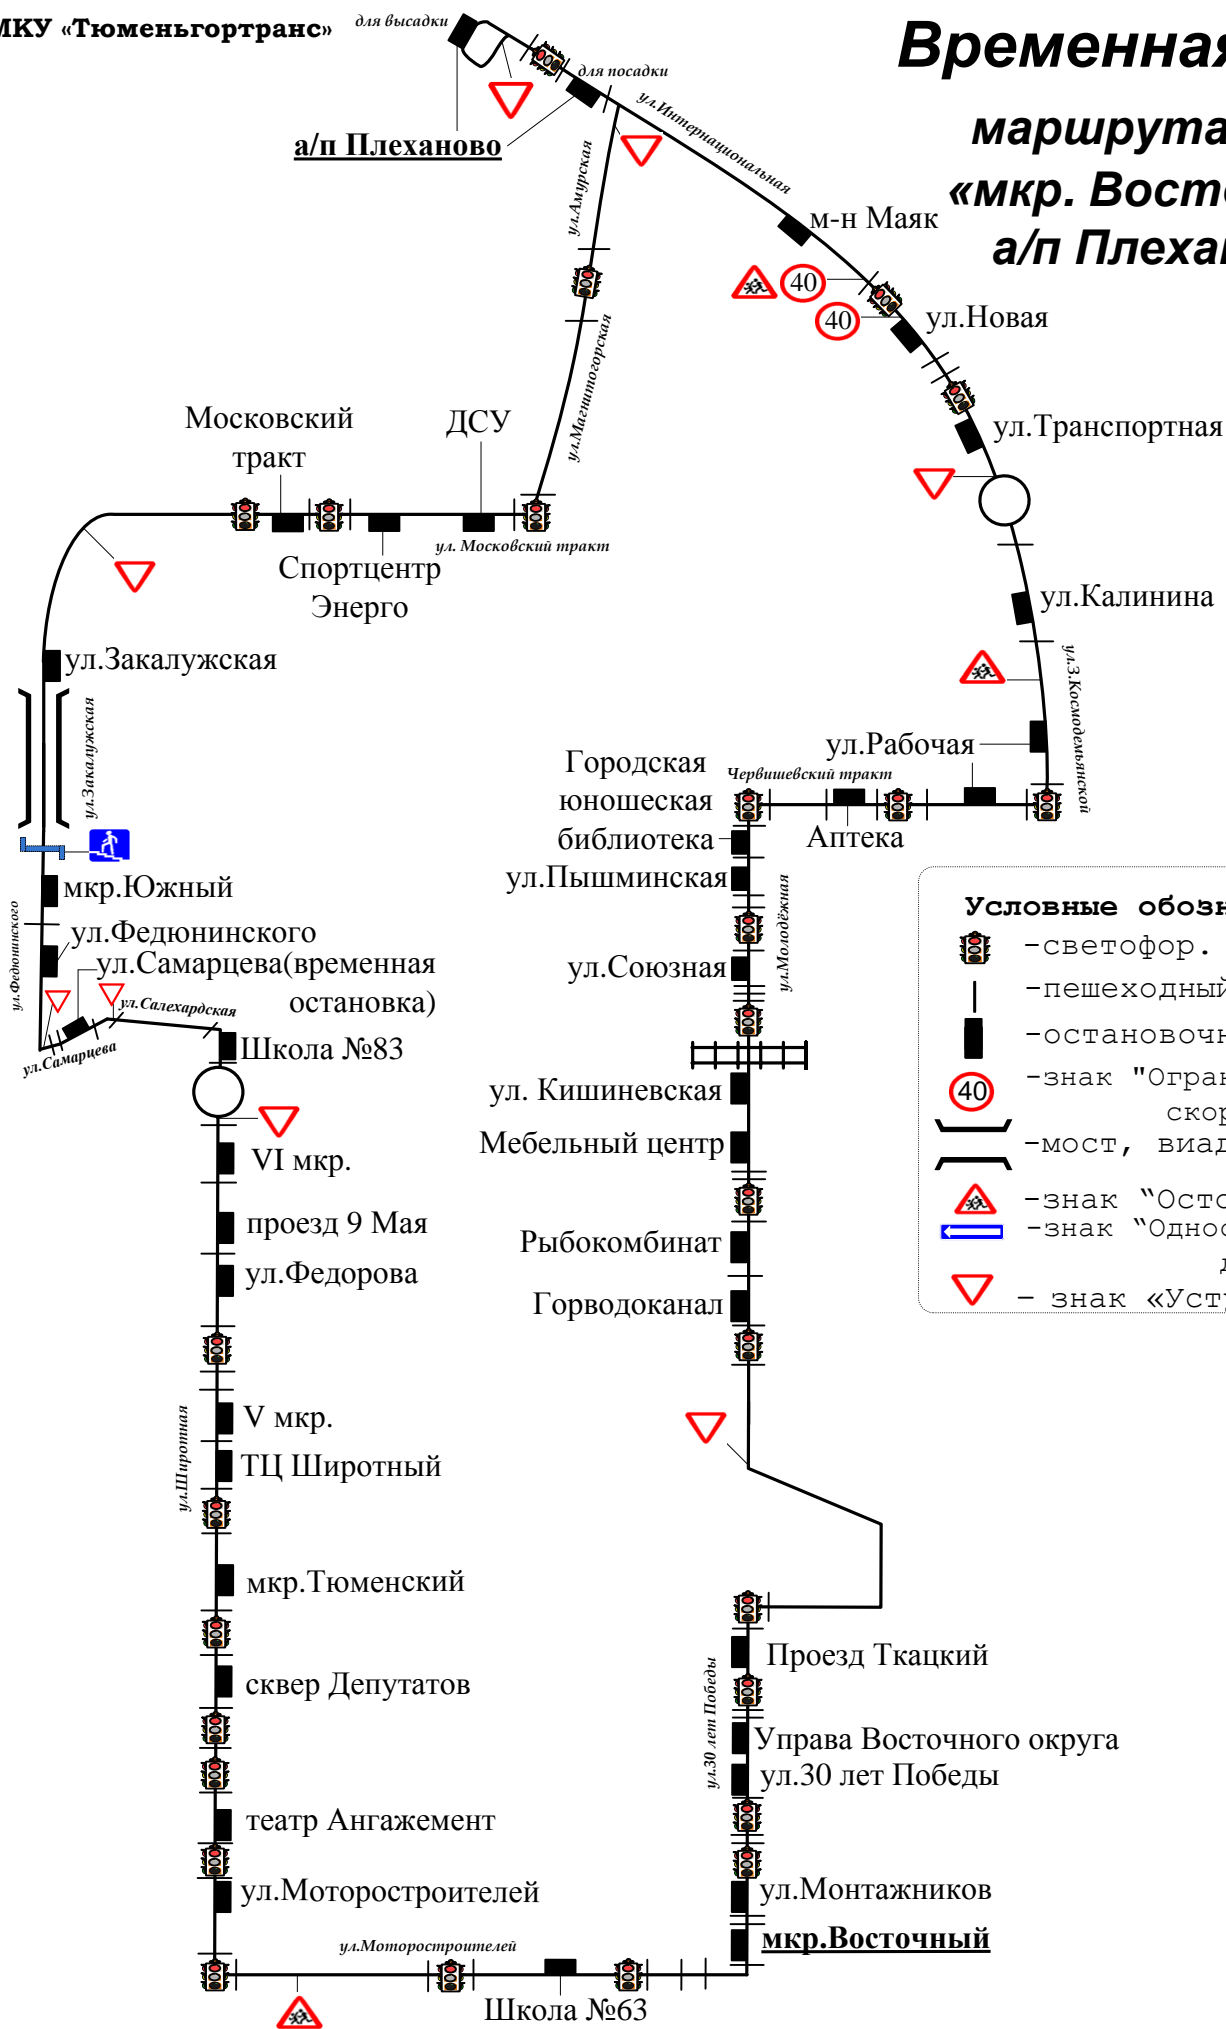 МКУ «Тюменьгортранс»
для высадки
Временная
маршрута
«мкр. Восто
а/п Плехан
для посадки
ул.Интернациональная
а/п Плеханово
ул.Амурская
м-н Маяк
40
40
ул.Новая
ул.Магнитогорская
Московский
тракт
ДСУ
ул.Транспортная
ул. Московский тракт
Спортцентр
Энерго
ул.Калинина
ул.Закалужская
ул.З.Космодемьянской
ул.Закалужская
ул.Рабочая
Городская
юношеская
библиотека
Червишевский тракт
Аптека
ул.Пышминская
мкр.Южный
ул.Федюнинского
ул.Федюнинского
ул.Самарцева(временная
остановка)
ул.Салехардская
ул.Самарцева
ул.Молодёжная
ул.Союзная
Школа №83
ул. Кишиневская
Мебельный центр
VI мкр.
проезд 9 Мая
ул.Федорова
Рыбокомбинат
Горводоканал
Условные обозн
-светофор.
-пешеходный
-остановочн
40
-знак "Огран
скор
-мост, виад
-знак “Осто
-знак “Однос
д
- знак «Уст
V мкр.
ул.Широтная
ТЦ Широтный
мкр.Тюменский
сквер Депутатов
театр Ангажемент
ул.Моторостроителей
Проезд Ткацкий
ул.30 лет Победы
Управа Восточного округа
ул.30 лет Победы
ул.Монтажников
мкр.Восточный
ул.Моторостроителей
Школа №63